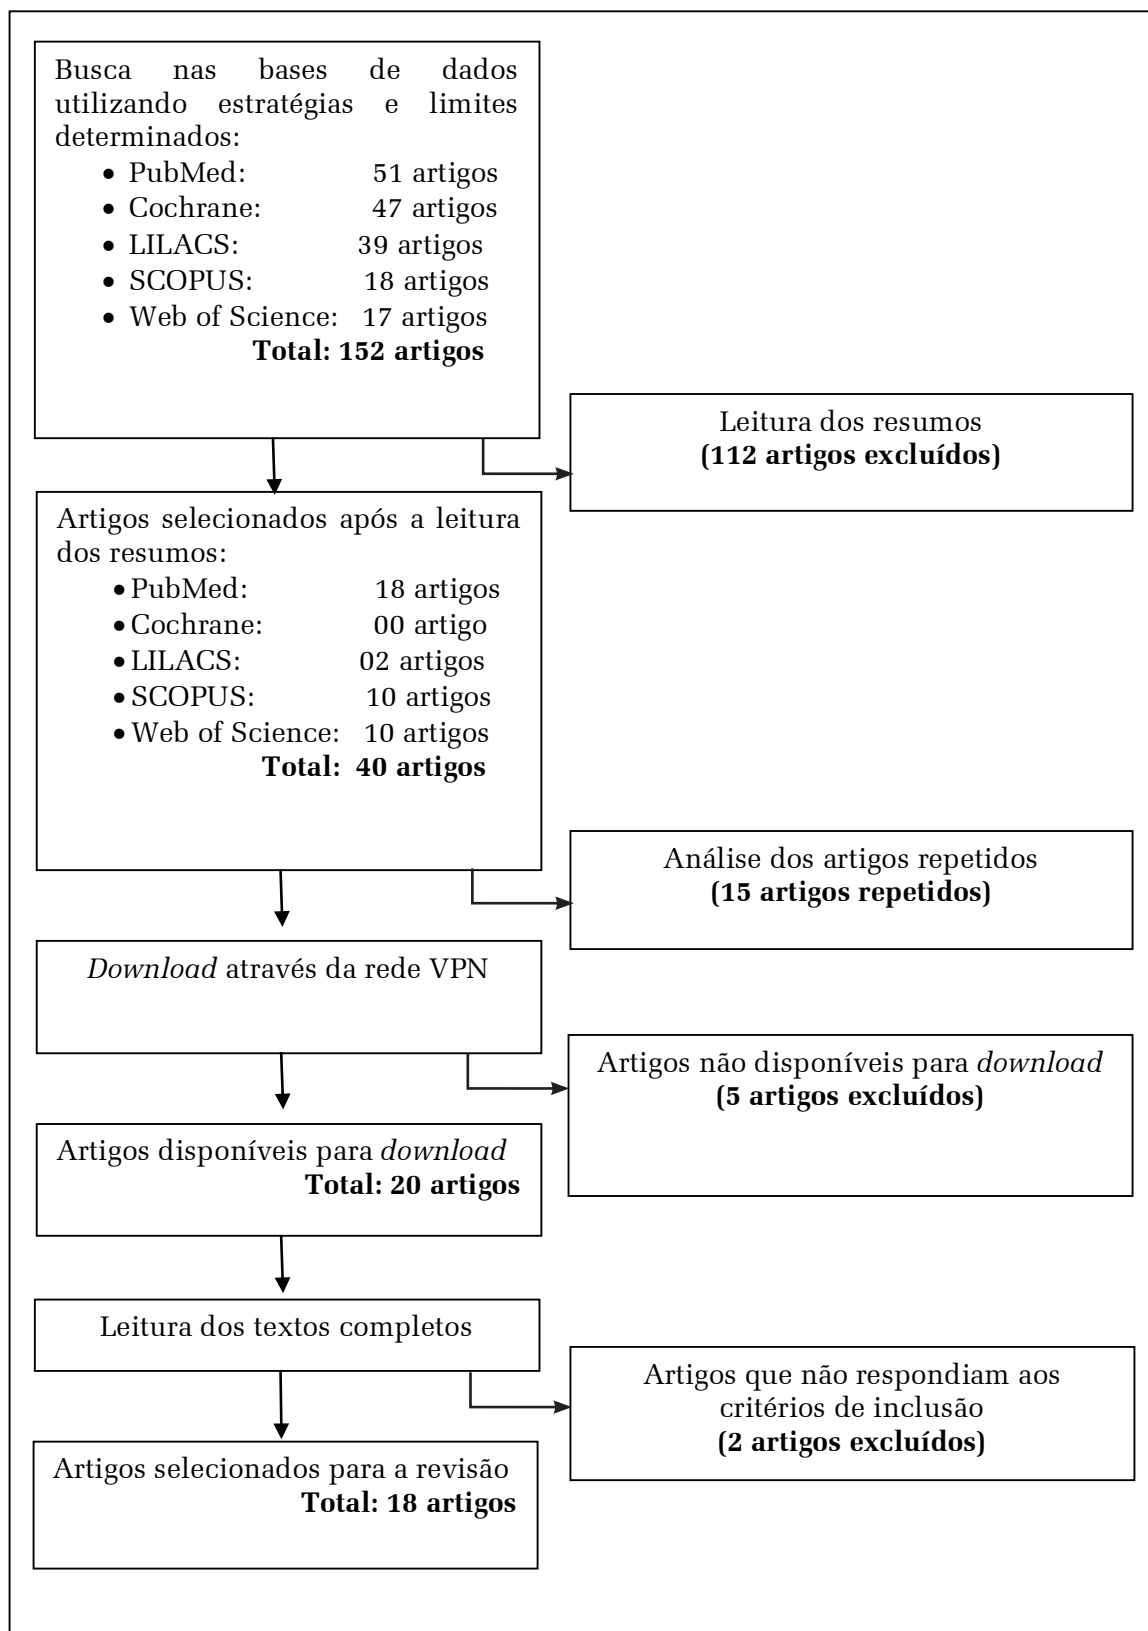 Busca nas bases de dados
utilizando estratégias e limites
determinados:
• PubMed: 51 artigos
• Cochrane: 47 artigos
• LILACS: 39 artigos
• SCOPUS: 18 artigos
• Web of Science: 17 artigos
Total: 152 artigos
Leitura dos resumos
(112 artigos excluídos)
Artigos selecionados após a leitura
dos resumos:
• PubMed: 18 artigos
• Cochrane: 00 artigo
• LILACS: 02 artigos
• SCOPUS: 10 artigos
• Web of Science: 10 artigos
Total: 40 artigos
Análise dos artigos repetidos
(15 artigos repetidos)
Download através da rede VPN
Artigos não disponíveis para download
(5 artigos excluídos)
Artigos disponíveis para download
Total: 20 artigos
Leitura dos textos completos
Artigos que não respondiam aos
critérios de inclusão
(2 artigos excluídos)
Artigos selecionados para a revisão
Total: 18 artigos